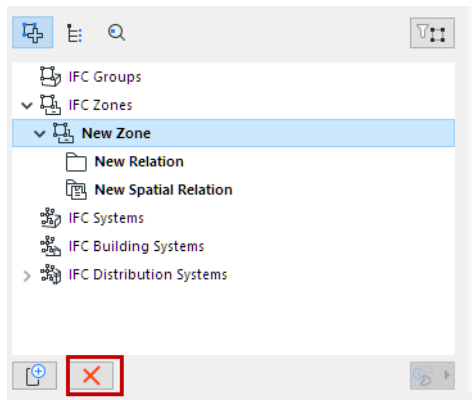 IFC Groups
IFC Zones
New Zone
New Relation
New Spatial Relation
IFC Systems
IFC Building Systems
IFC Distribution Systems